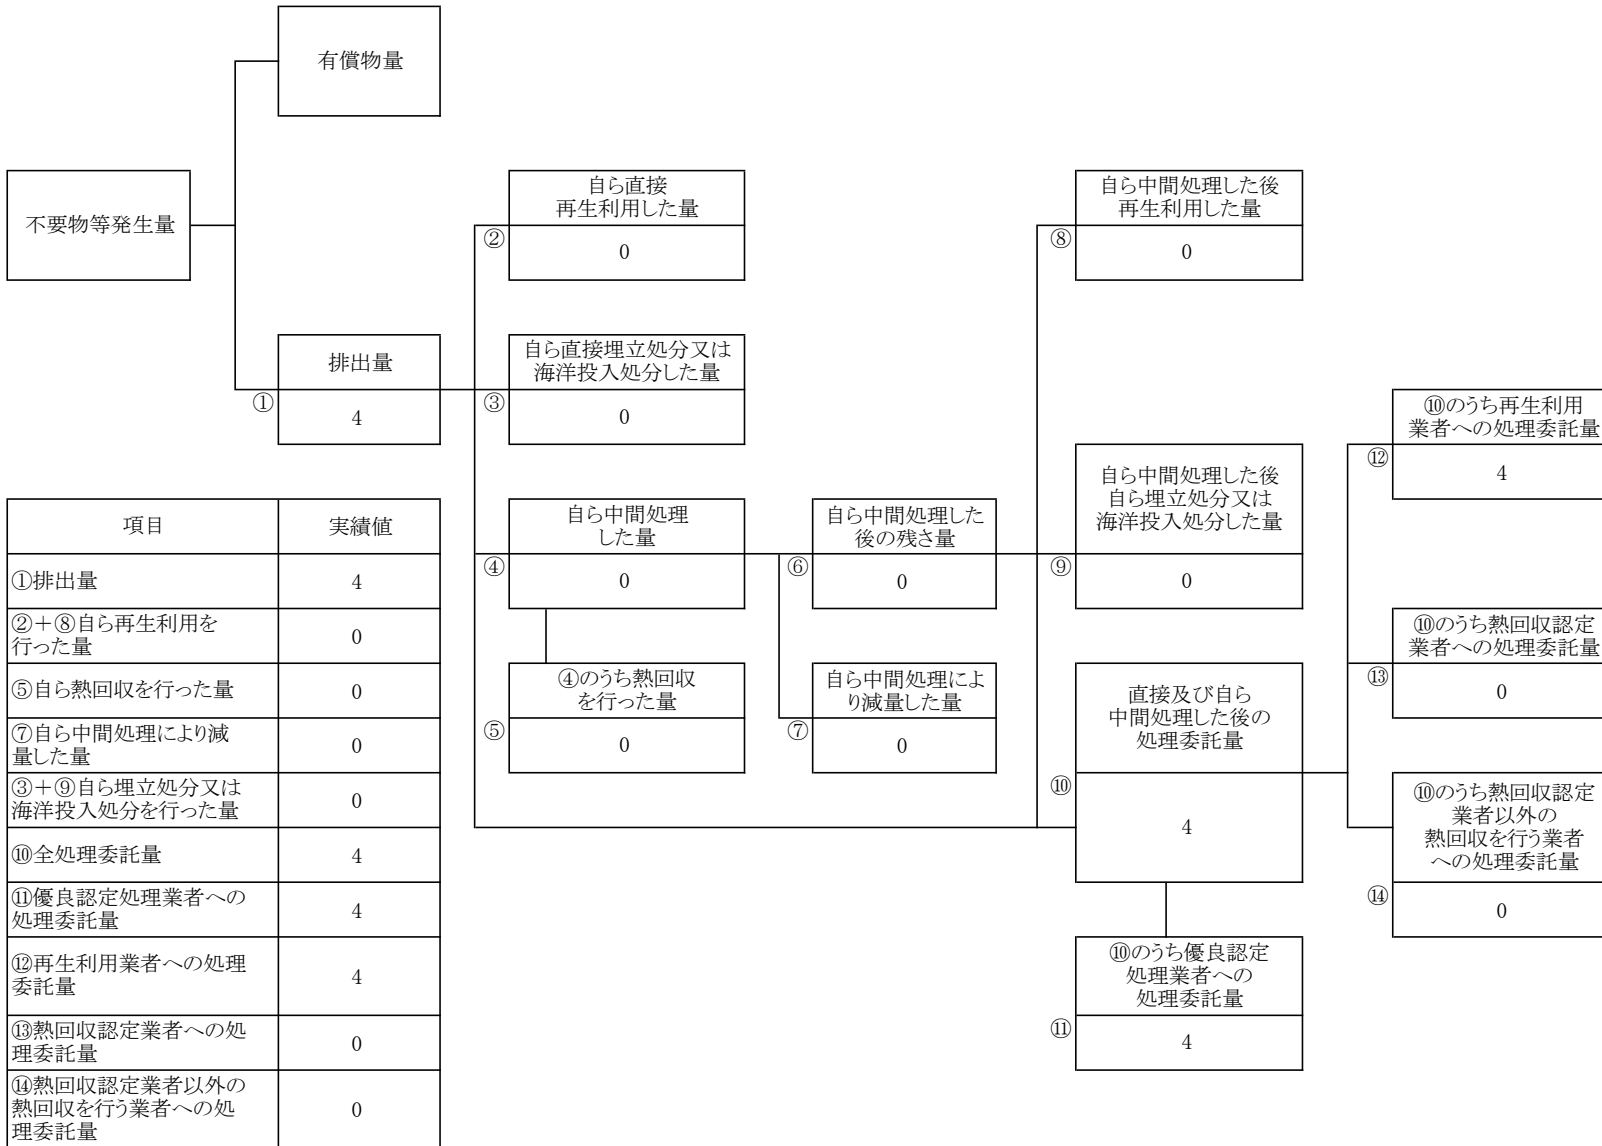 有償物量
不要物等発生量
自ら直接
再生利用した量
②
0
自ら中間処理した後
再生利用した量
⑧
0
排出量
①
4
自ら直接埋立処分又は
海洋投入処分した量
③
0
⑩のうち再生利用
業者への処理委託量
⑫
4
自ら中間処理
した量
④
0
自ら中間処理した
後の残さ量
⑥
0
自ら中間処理した後
自ら埋立処分又は
海洋投入処分した量
⑨
0
④のうち熱回収
を行った量
⑤
0
自ら中間処理によ
り減量した量
⑦
0
直接及び自ら
中間処理した後の
処理委託量
⑩
4
⑩のうち熱回収認定
業者への処理委託量
⑬
0
⑩のうち熱回収認定
業者以外の
熱回収を行う業者
への処理委託量
⑭
0
⑩のうち優良認定
処理業者への
処理委託量
⑪
4
項目 実績値
①排出量 4
②+⑧自ら再生利用を
行った量 0
⑤自ら熱回収を行った量 0
⑦自ら中間処理により減
量した量 0
③+⑨自ら埋立処分又は
海洋投入処分を行った量 0
⑩全処理委託量 4
⑪優良認定処理業者への
処理委託量 4
⑫再生利用業者への処理
委託量 4
⑬熱回収認定業者への処
理委託量 0
⑭熱回収認定業者以外の
熱回収を行う業者への処
理委託量 0